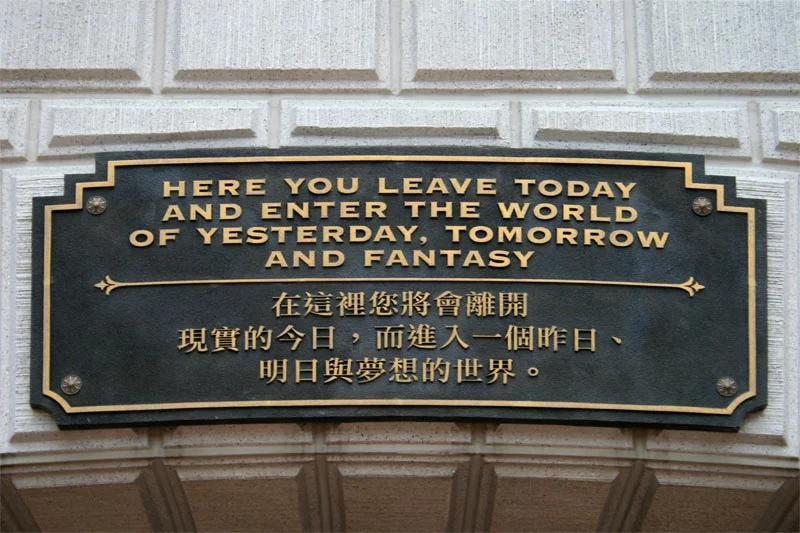 HERE YOU LEAVE TODAY
AND ENTER THE WORLD
OF YESTERDAY, TOMORROW
AND FANTASY
在這裡您將會離開
現實的今日，而進入一個昨日、
明日與夢想的世界。